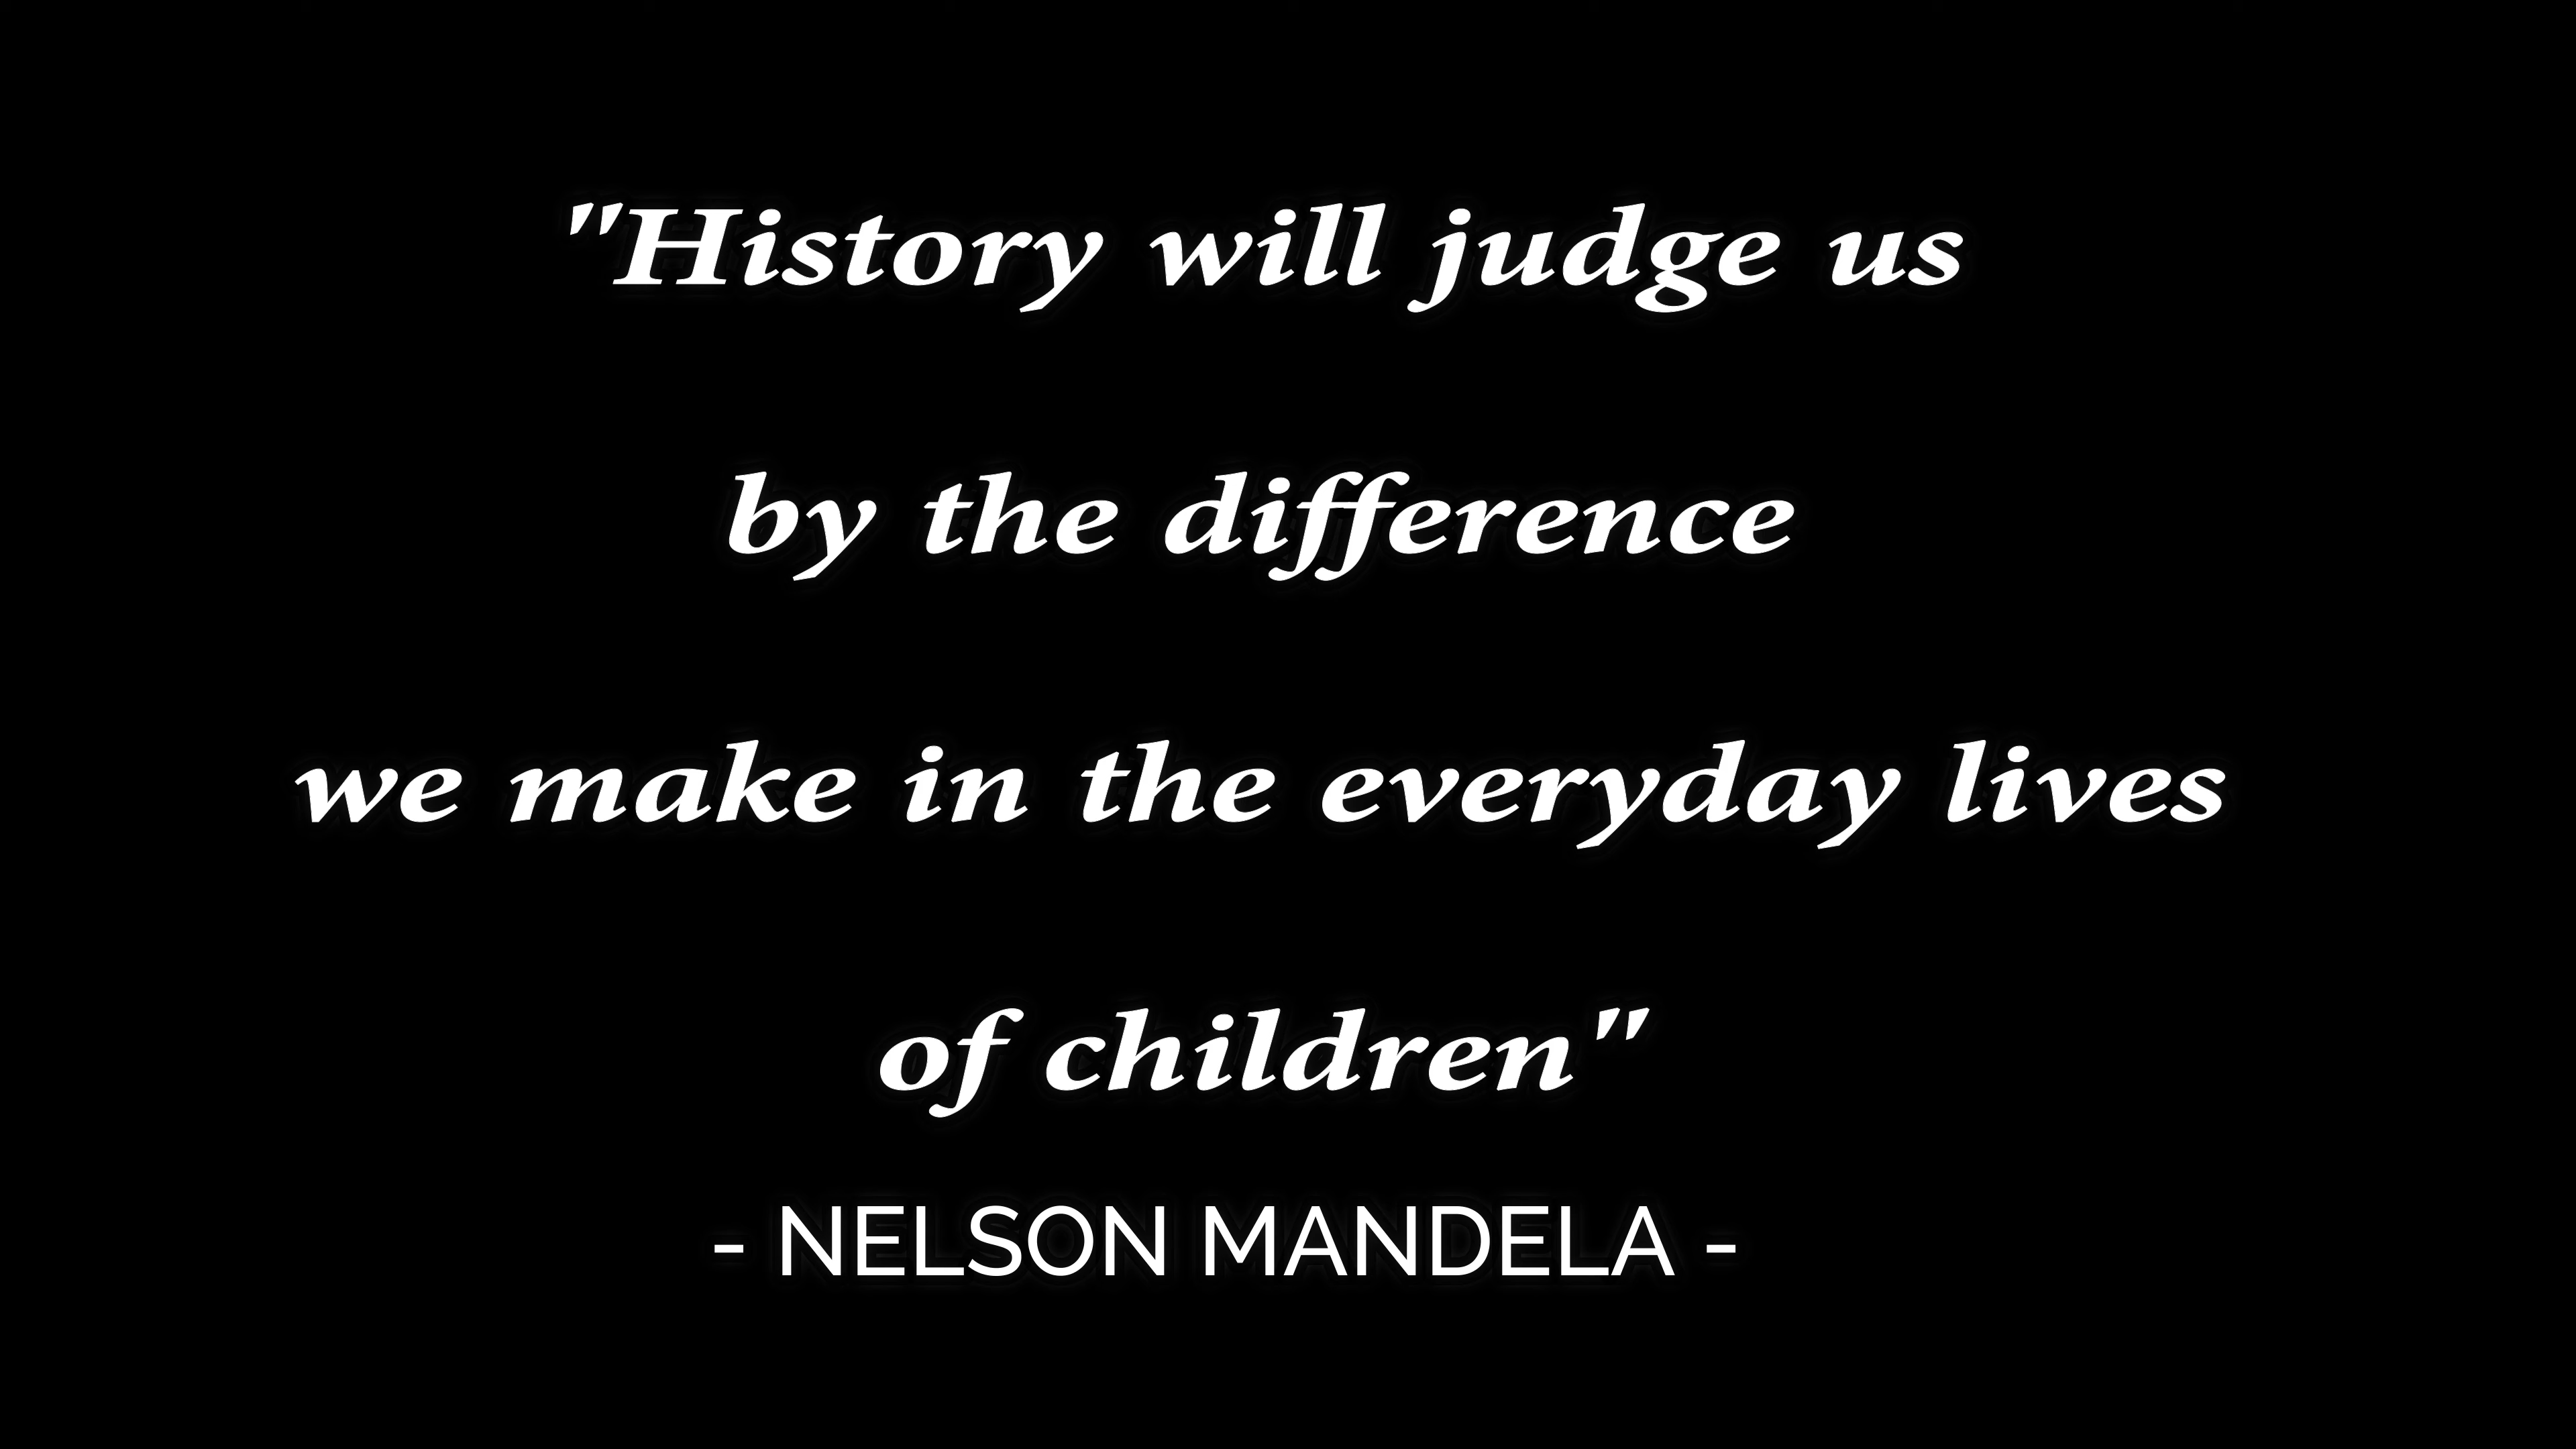 "History will judge us
by the difference
we make in the everyday lives
of children"
- NELSON MANDELA -